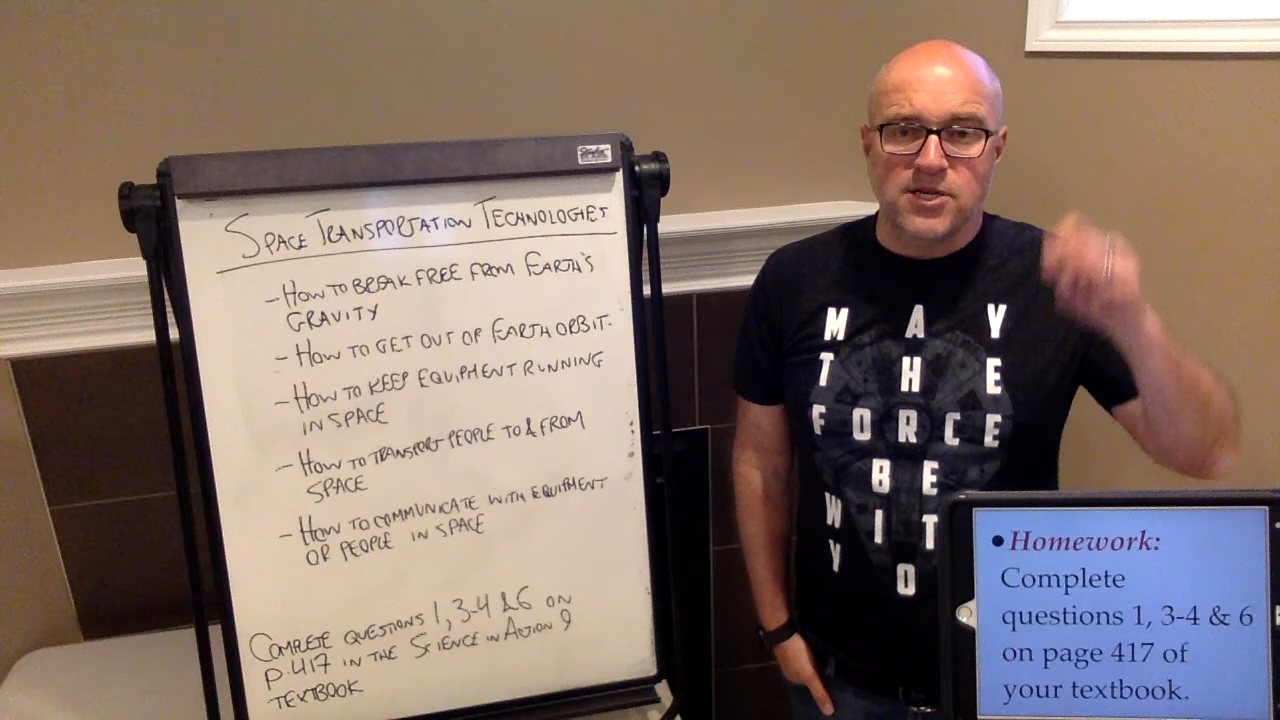 SPACE TRANSPORTATION TECHNOLOGIES
- HOW TO BREAK FREE FROM EARTH'S
GRAVITY
- HOW TO GET OUT OF EARTH ORBIT.
- HOW TO KEEP EQUIPMENT RUNNING
IN SPACE
- HOW TO TRANSPORT PEOPLE TO & FROM
SPACE
- HOW TO COMMUNICATE WITH EQUIPMENT
OR PEOPLE IN SPACE
COMPLETE QUESTIONS 1, 3-4 & 6 ON
P.417 IN THE SCIENCE IN ACTION 9
TEXTBOOK
M A Y
T H E
FORCE
B E
W I T
Y O
• Homework:
Complete
questions 1, 3-4 & 6
on page 417 of
your textbook.